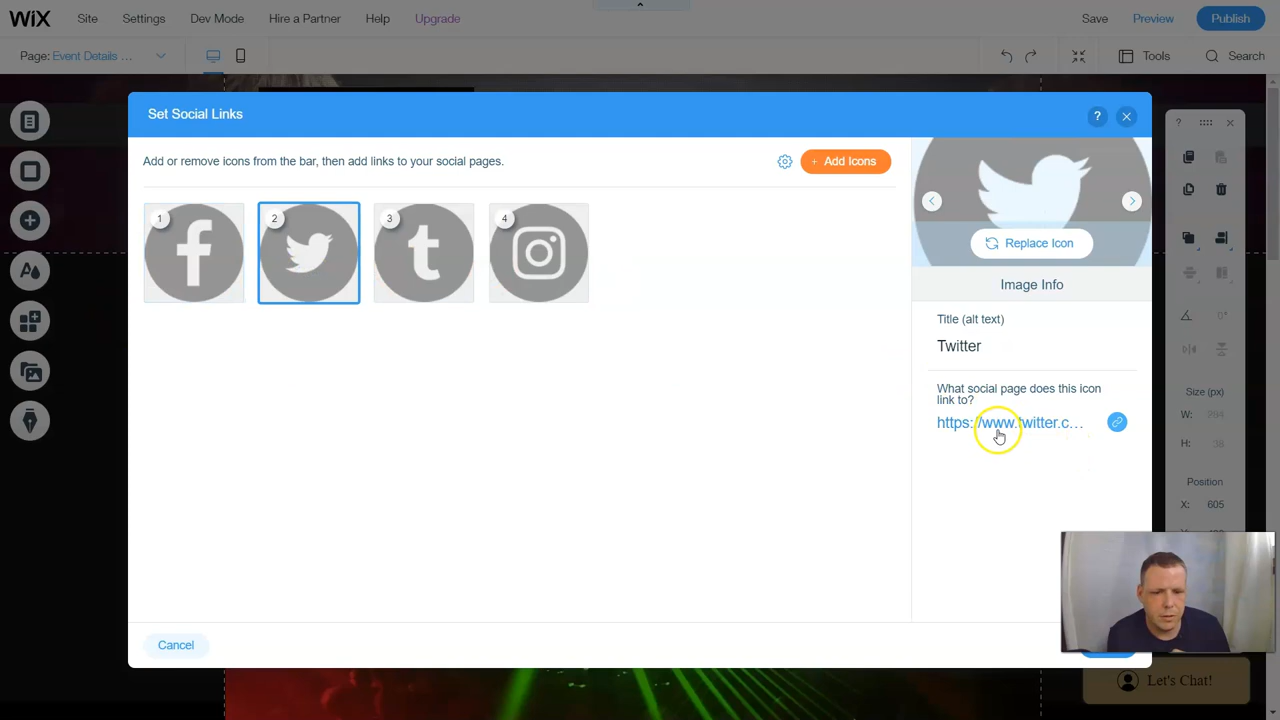 WiX Site Settings Dev Mode Hire a Partner Help Upgrade Save Preview Publish
Page: Event Details ... Tools Search
Set Social Links ?
Add or remove icons from the bar, then add links to your social pages. + Add Icons
1 2 3 4
Replace Icon
Image Info
Title (alt text)
Twitter
What social page does this icon
link to?
https://www.twitter.c...
Cancel
?
0°
Size (px)
W: 294
H: 38
Position
X: 605
Let's Chat!